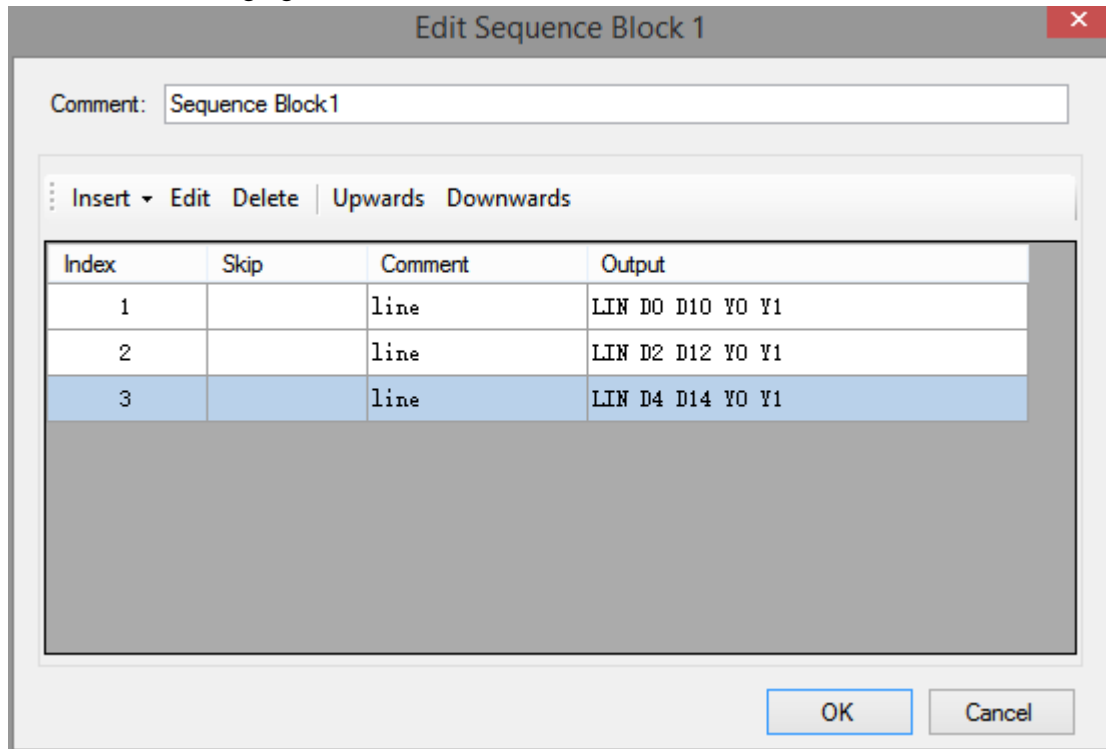 Edit Sequence Block 1
Comment: Sequence Block1
Insert Edit Delete Upwards Downwards
Index Skip Comment Output
1 line LIN D0 D10 Y0 Y1
2 line LIN D2 D12 Y0 Y1
3 line LIN D4 D14 Y0 Y1
OK Cancel